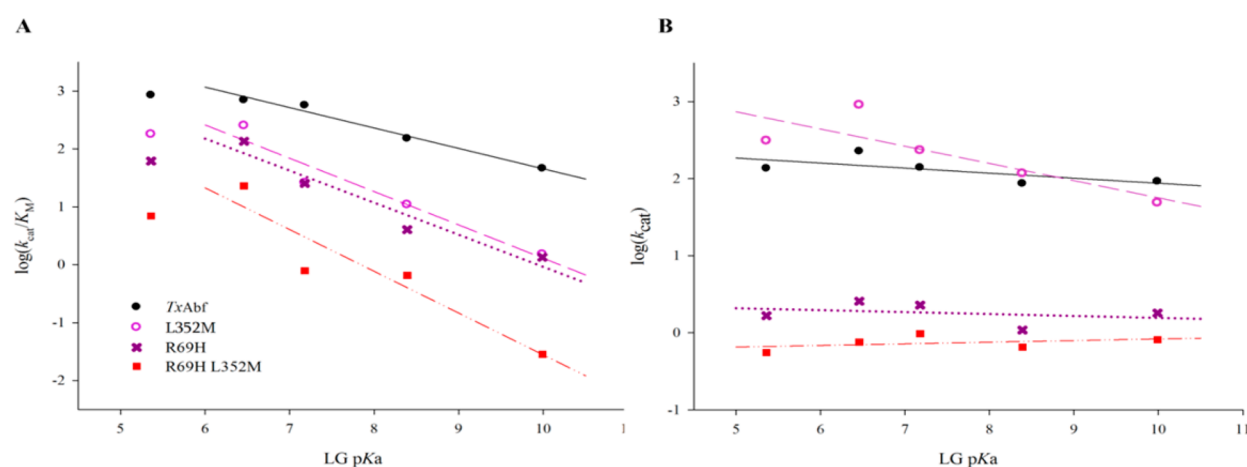 A
B
log(kcat/KM)
3
2
1
0
-1
-2
TxAbf
L352M
R69H
R69H L352M
5 6 7 8 9 10 1
LG pKa
log(kcat)
3
2
1
0
-1
5 6 7 8 9 10 11
LG pKa